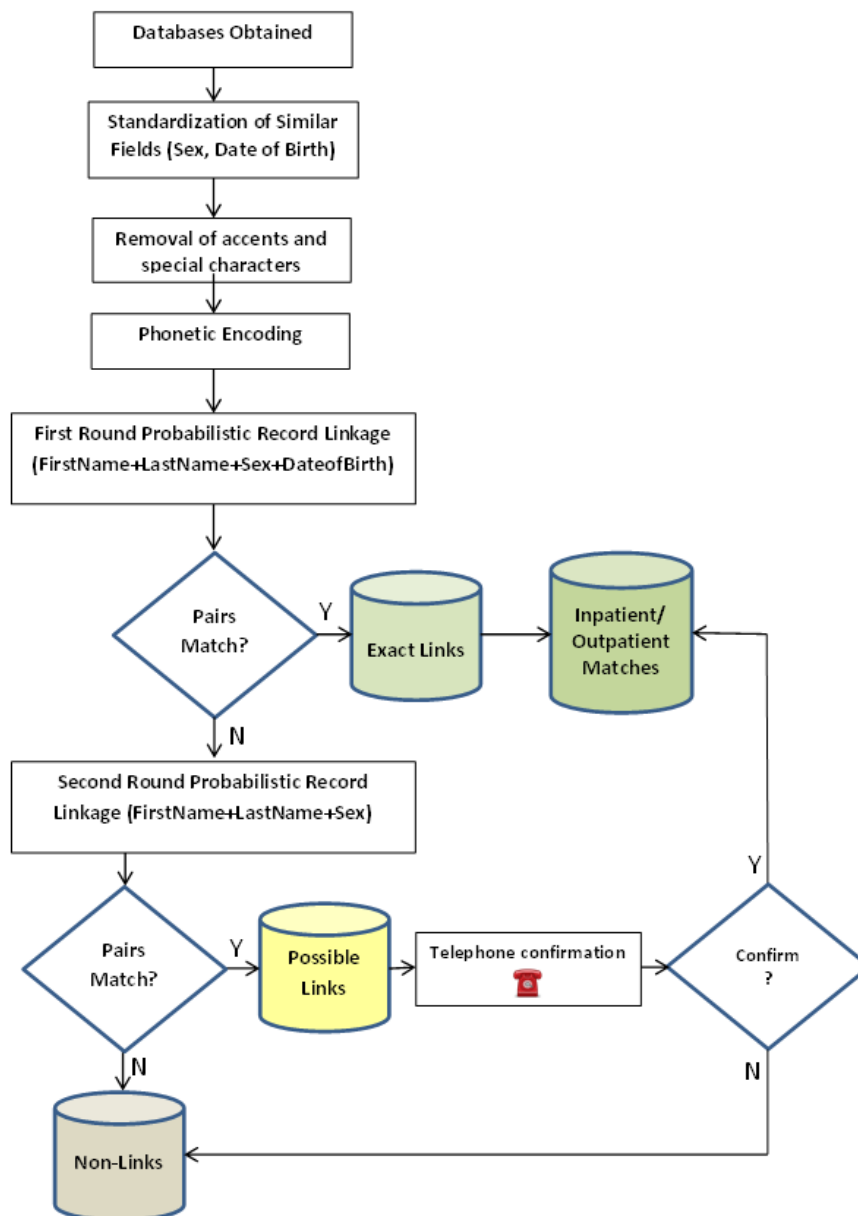 Databases Obtained
Standardization of Similar
Fields (Sex, Date of Birth)
Removal of accents and
special characters
Phonetic Encoding
First Round Probabilistic Record Linkage
(FirstName+LastName+Sex+DateofBirth)
Pairs
Match?
Y
Exact Links
Inpatient/
Outpatient
Matches
N
Second Round Probabilistic Record
Linkage (FirstName+LastName+Sex)
Y
Pairs
Match?
Y
Possible
Links
Telephone confirmation
Confirm
?
N
N
Non-Links